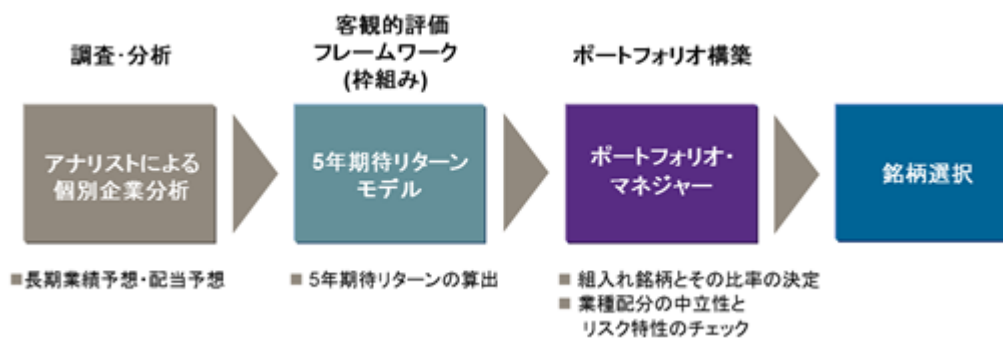 調査・分析
客観的評価
フレームワーク
(枠組み)
ポートフォリオ構築
アナリストによる
個別企業分析
5年期待リターン
モデル
ポートフォリオ・
マネジャー
銘柄選択
■長期業績予想・配当予想
■ 5年期待リターンの算出
■ 組入れ銘柄とその比率の決定
■ 業種配分の中立性と
リスク特性のチェック